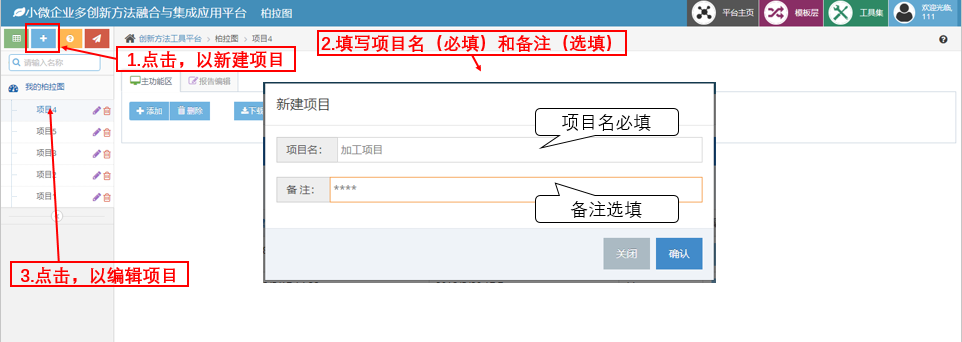 小微企业多创新方法融合与集成应用平台 柏拉图
平台主页 模板层 工具集 欢迎光临, 111
创新方法工具平台 > 柏拉图 > 项目4
1.点击，以新建项目
2.填写项目名（必填）和备注（选填）
请输入名称
我的柏拉图
项目4
项目5
项目3
项目2
项目1
主功能区 报告编辑
添加 删除 下载
新建项目
项目名必填
项目名： 加工项目
备 注： ****
备注选填
关闭 确认
3.点击，以编辑项目